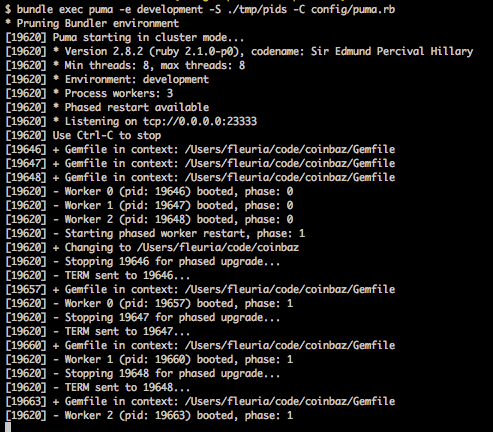 $ bundle exec puma -e development -S ./tmp/pids -C config/puma.rb
* Pruning Bundler environment
[19620] Puma starting in cluster mode...
[19620] * Version 2.8.2 (ruby 2.1.0-p0), codename: Sir Edmund Percival Hillary
[19620] * Min threads: 8, max threads: 8
[19620] * Environment: development
[19620] * Process workers: 3
[19620] * Phased restart available
[19620] * Listening on tcp://0.0.0.0:23333
[19620] Use Ctrl-C to stop
[19646] + Gemfile in context: /Users/fleuria/code/coinbaz/Gemfile
[19647] + Gemfile in context: /Users/fleuria/code/coinbaz/Gemfile
[19648] + Gemfile in context: /Users/fleuria/code/coinbaz/Gemfile
[19620] - Worker 0 (pid: 19646) booted, phase: 0
[19620] - Worker 1 (pid: 19647) booted, phase: 0
[19620] - Worker 2 (pid: 19648) booted, phase: 0
[19620] - Starting phased worker restart, phase: 1
[19620] + Changing to /Users/fleuria/code/coinbaz
[19620] - Stopping 19646 for phased upgrade...
[19620] - TERM sent to 19646...
[19657] + Gemfile in context: /Users/fleuria/code/coinbaz/Gemfile
[19620] - Worker 0 (pid: 19657) booted, phase: 1
[19620] - Stopping 19647 for phased upgrade...
[19620] - TERM sent to 19647...
[19660] + Gemfile in context: /Users/fleuria/code/coinbaz/Gemfile
[19620] - Worker 1 (pid: 19660) booted, phase: 1
[19620] - Stopping 19648 for phased upgrade...
[19620] - TERM sent to 19648...
[19663] + Gemfile in context: /Users/fleuria/code/coinbaz/Gemfile
[19620] - Worker 2 (pid: 19663) booted, phase: 1